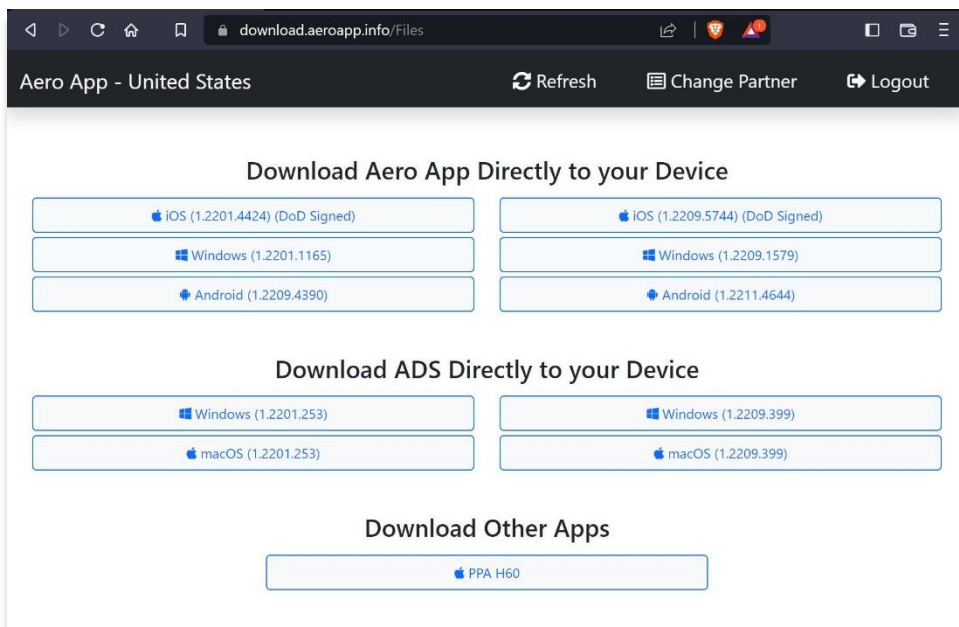 download.aeroapp.info/Files
Aero App - United States Refresh Change Partner Logout
Download Aero App Directly to your Device
iOS (1.2201.4424) (DoD Signed) iOS (1.2209.5744) (DoD Signed)
Windows (1.2201.1165) Windows (1.2209.1579)
Android (1.2209.4390) Android (1.2211.4644)
Download ADS Directly to your Device
Windows (1.2201.253) Windows (1.2209.399)
macOS (1.2201.253) macOS (1.2209.399)
Download Other Apps
PPA H60